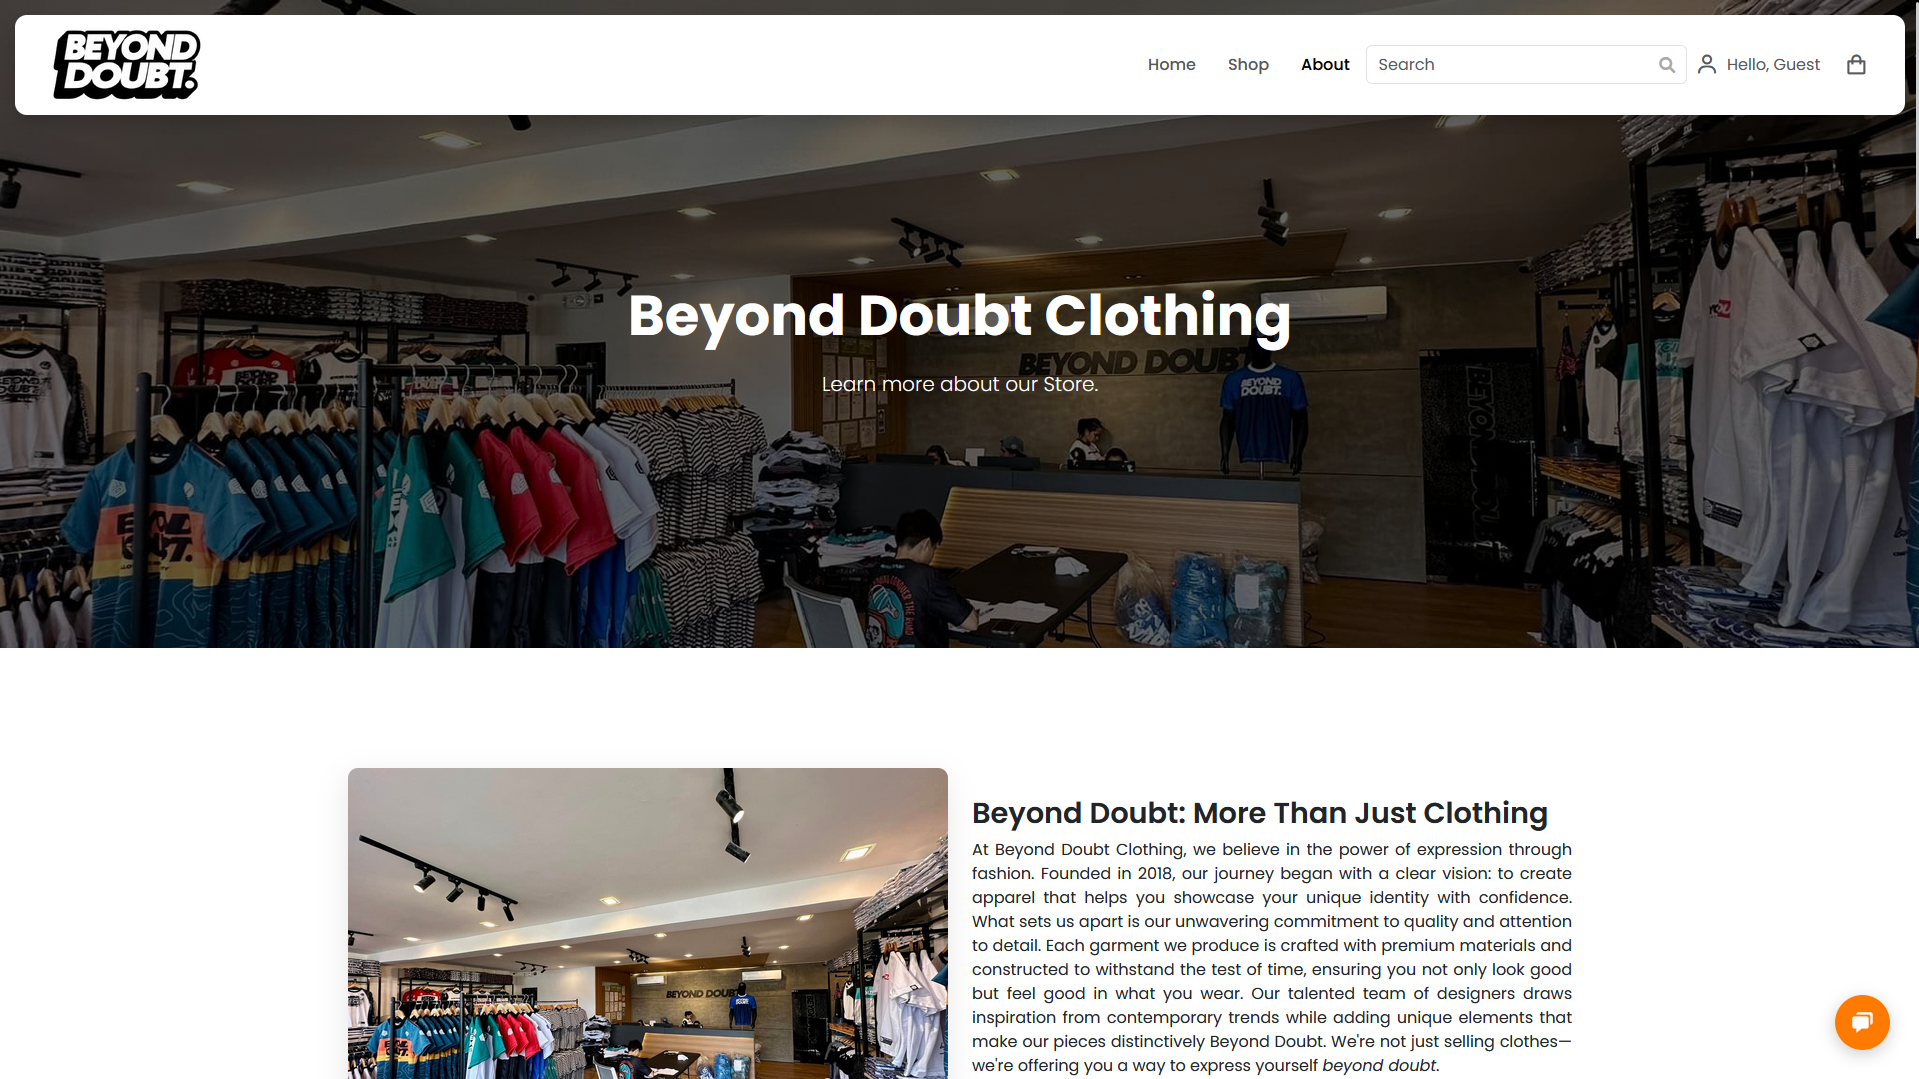 BEYOND
DOUBT.
Home
Shop
About
Search
Hello, Guest
Beyond Doubt Clothing
Learn more about our Store.
BEYOND DOUBT
BEYOND
DOUBT.
Beyond Doubt: More Than Just Clothing
At Beyond Doubt Clothing, we believe in the power of expression through
fashion. Founded in 2018, our journey began with a clear vision: to create
apparel that helps you showcase your unique identity with confidence.
What sets us apart is our unwavering commitment to quality and attention
to detail. Each garment we produce is crafted with premium materials and
constructed to withstand the test of time, ensuring you not only look good
but feel good in what you wear. Our talented team of designers draws
inspiration from contemporary trends while adding unique elements that
make our pieces distinctively Beyond Doubt. We're not just selling clothes—
we're offering you a way to express yourself beyond doubt.